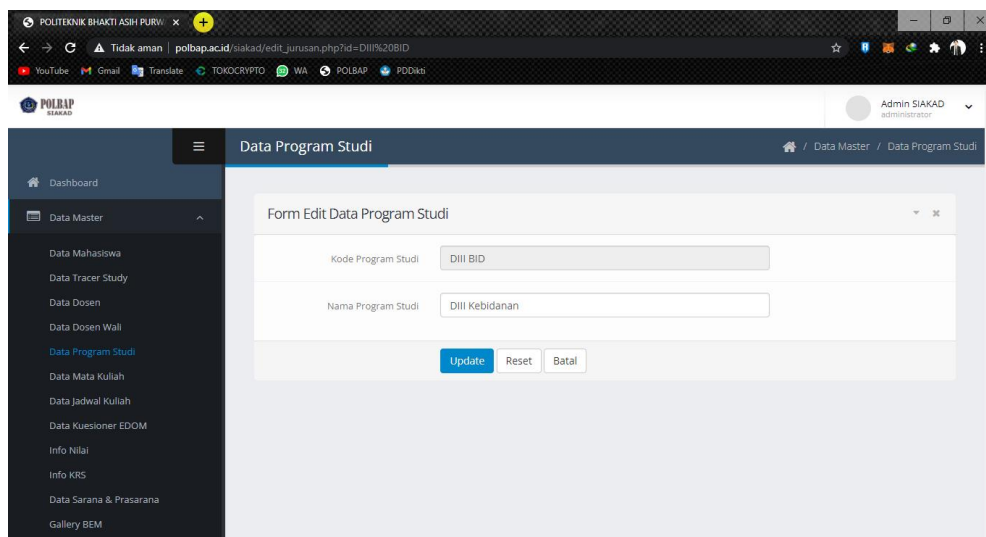 POLITEKNIK BHAKTI ASIH PURW
Tidak aman | polbap.ac.id/siakad/edit_jurusan.php?id=DIII%20BID
YouTube Gmail Translate TOKOCRYPTO WA POLBAP PDDikti
POLBAP
SIAKAD
Admin SIAKAD
administrator
Data Program Studi
/ Data Master / Data Program Studi
Dashboard
Data Master
Data Mahasiswa
Data Tracer Study
Data Dosen
Data Dosen Wali
Data Program Studi
Data Mata Kuliah
Data Jadwal Kuliah
Data Kuesioner EDOM
Info Nilai
Info KRS
Data Sarana & Prasarana
Gallery BEM
Form Edit Data Program Studi
Kode Program Studi DIII BID
Nama Program Studi DIII Kebidanan
Update Reset Batal